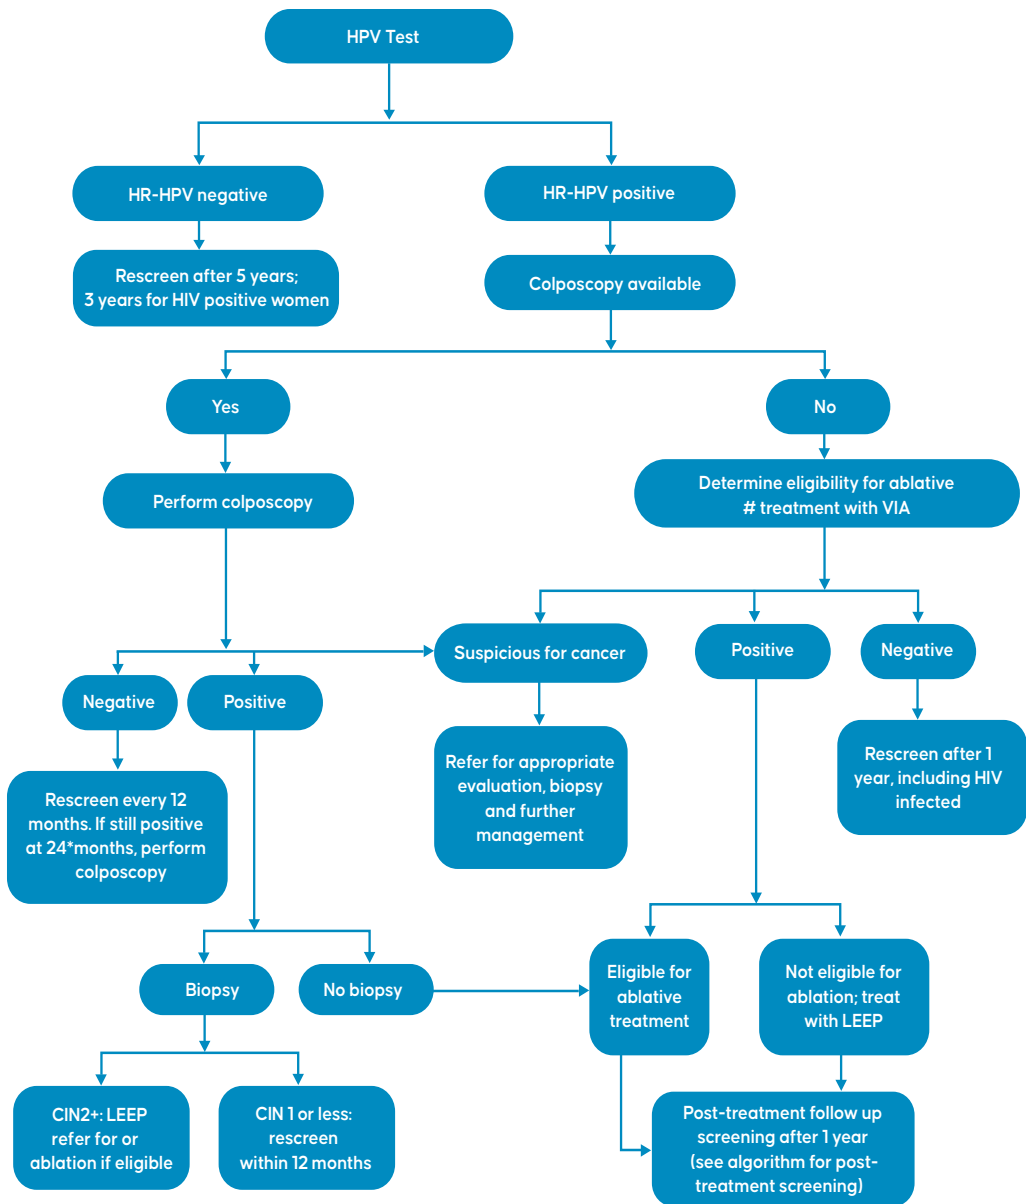 HPV Test
HR-HPV negative
HR-HPV positive
Rescreen after 5 years;
3 years for HIV positive women
Colposcopy available
Yes
No
Perform colposcopy
Determine eligibility for ablative
# treatment with VIA
Suspicious for cancer
Positive
Negative
Negative
Positive
Rescreen every 12
months. If still positive
at 24*months, perform
colposcopy
Refer for appropriate
evaluation, biopsy
and further
management
Rescreen after 1
year, including HIV
infected
Biopsy
No biopsy
Eligible for
ablative
treatment
Not eligible for
ablation; treat
with LEEP
CIN2+: LEEP
refer for or
ablation if eligible
CIN 1 or less:
rescreen
within 12 months
Post-treatment follow up
screening after 1 year
(see algorithm for post-
treatment screening)